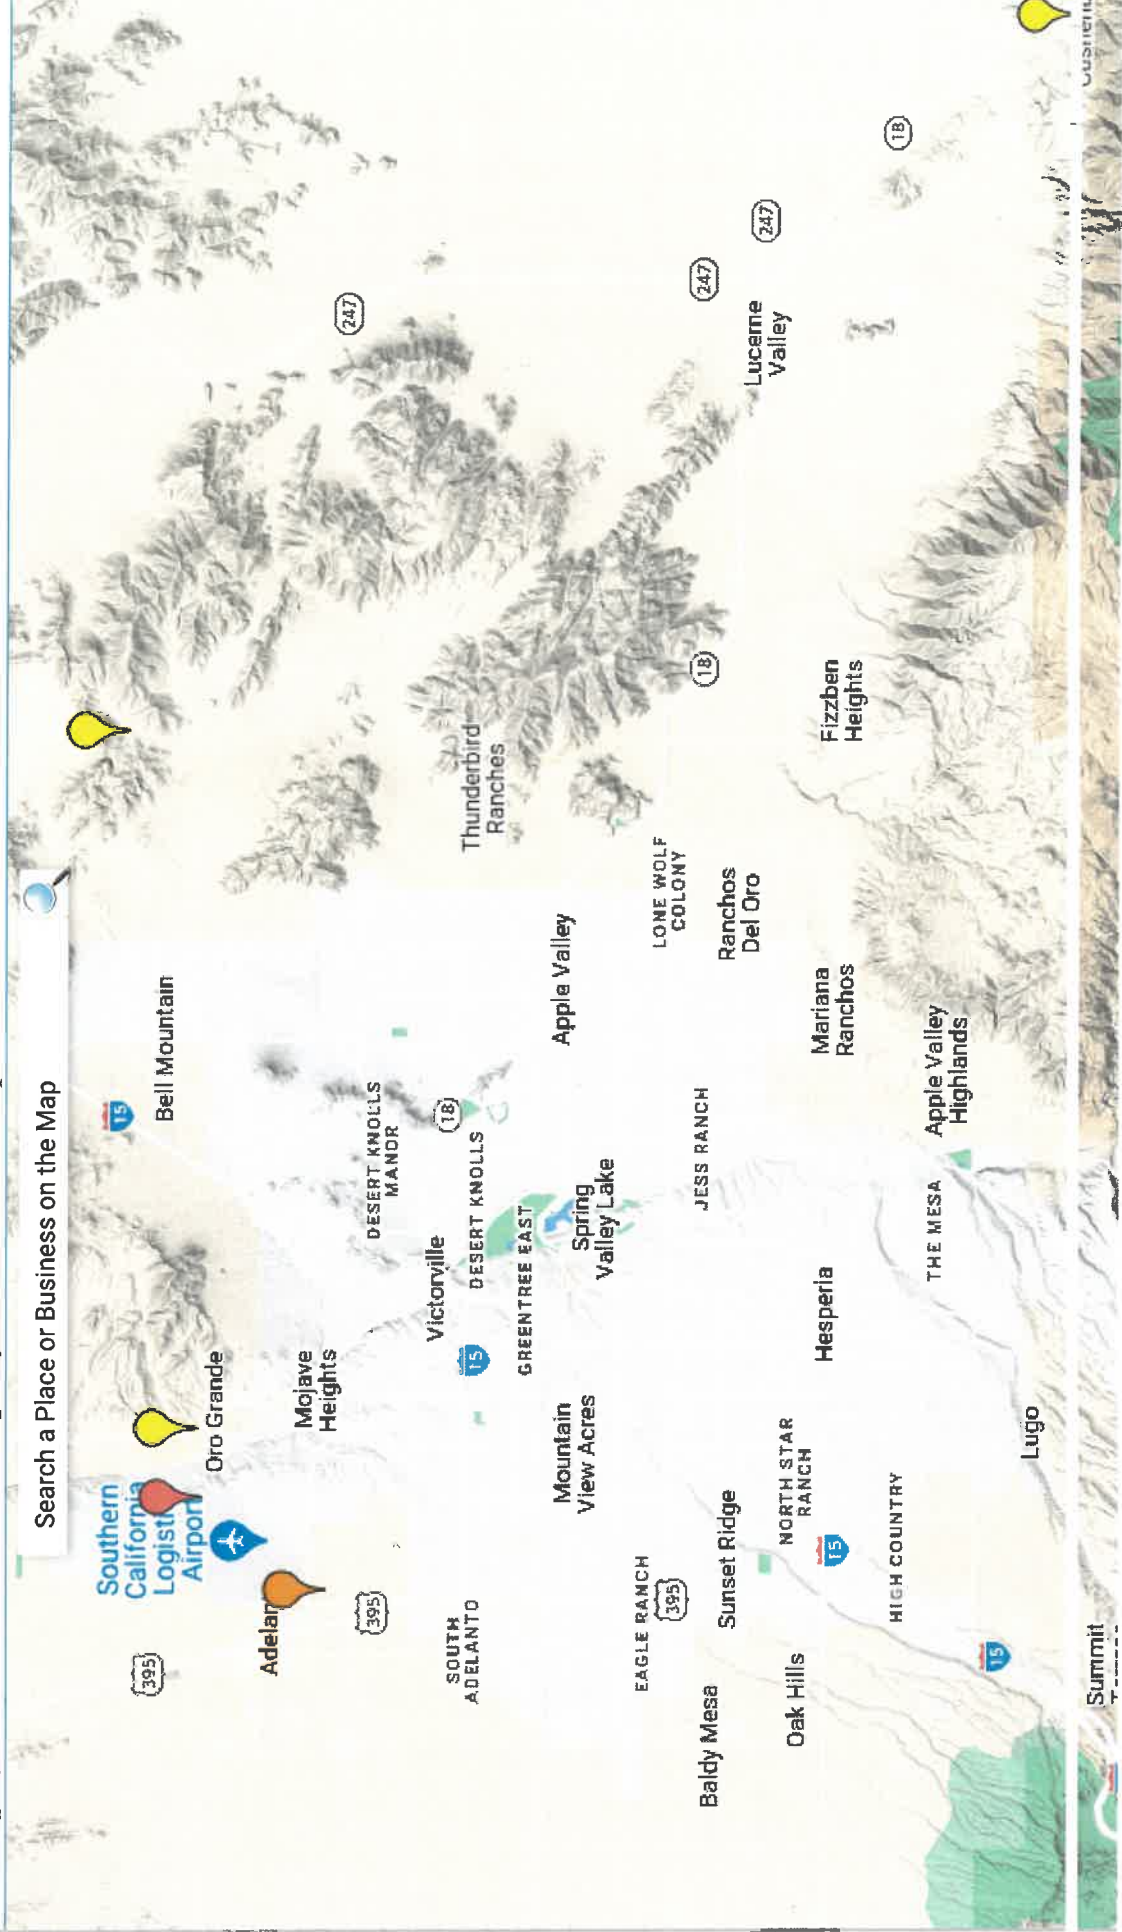 Search a Place or Business on the Map
Southern
California
Airport
15
Bell Mountain
395
Oro Grande
Mojave
Heights
247
395
DESERT KNOLLS
MANOR
Victorville
18
SOUTH
ADELANTO
15
DESERT KNOLLS
Thunderbird
Ranches
GREENTREE EAST
Mountain
View Acres
Apple Valley
Spring
Valley Lake
EAGLE RANCH
395
LONE WOLF
COLONY
JESS RANCH
18
247
Baldy Mesa
Sunset Ridge
Ranchos
Del Oro
Lucerne
Valley
247
Oak Hills
NORTH STAR
RANCH
15
Hesperia
Mariana
Ranchos
Fizzben
Heights
HIGH COUNTRY
18
THE MESA
Apple Valley
Highlands
15
Lugo
Summit